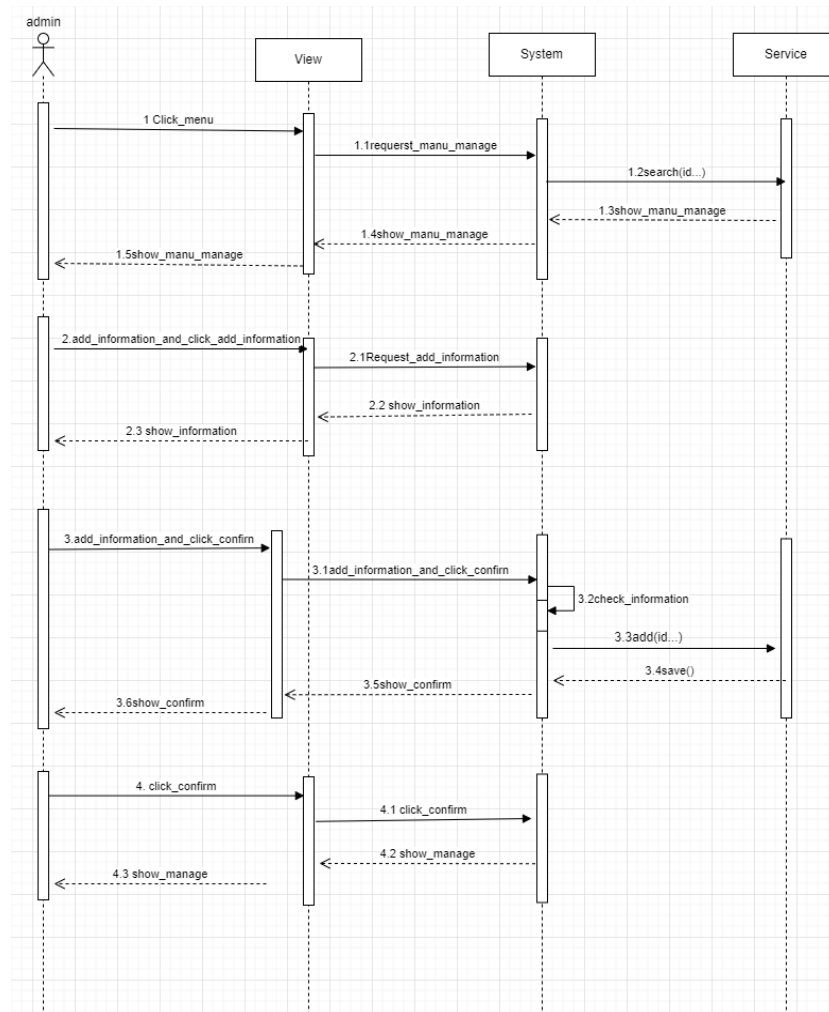 admin
View
System
Service
1 Click_menu
1.1requerst_manu_manage
1.2search(id...)
1.3show_manu_manage
1.4show_manu_manage
1.5show_manu_manage
2.add_information_and_click_add_information
2.1Request_add_information
2.2 show_information
2.3 show_information
3.add_information_and_click_confirn
3.1add_information_and_click_confirn
3.2check_information
3.3add(id...)
3.4save()
3.5show_confirm
3.6show_confirm
4. click_confirm
4.1 click_confirm
4.2 show_manage
4.3 show_manage